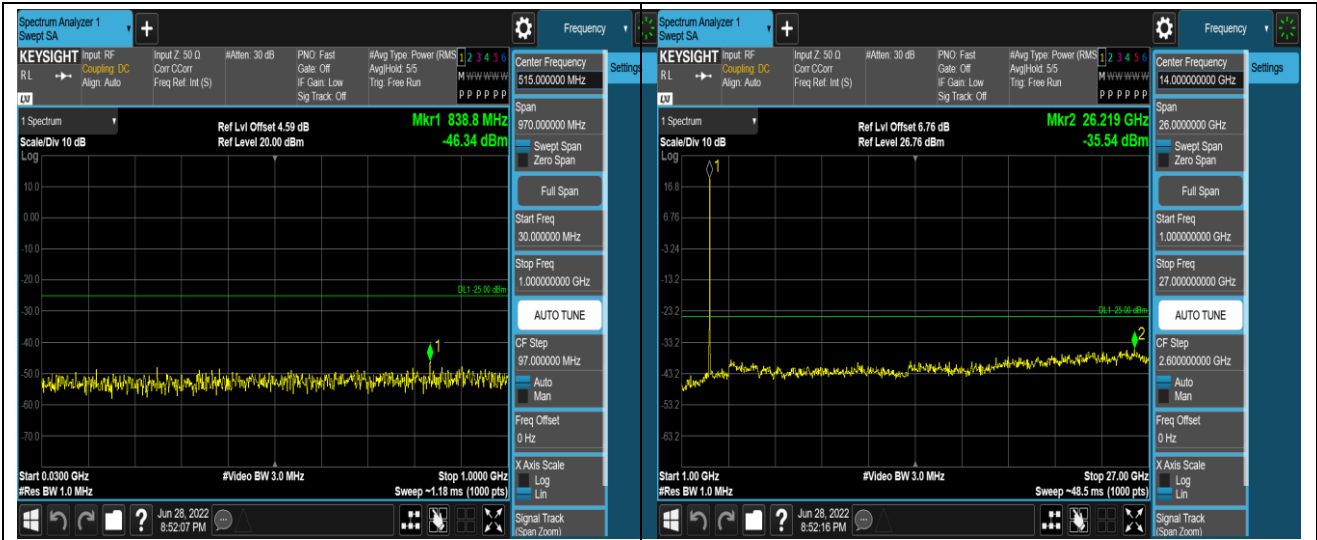 Spectrum Analyzer 1
Swept SA
+
Frequency
KEYSIGHT
Input: RF
Input Z: 50 Ω
#Atten: 30 dB
PNO: Fast
#Avg Type: Power (RMS
1 2 3 4 5 6
RL
Coupling: DC
Corr CCorr
Gate: Off
Avg|Hold: 5/5
M W W W W W
Align: Auto
Freq Ref: Int (S)
IF Gain: Low
Trig: Free Run
Sig Track: Off
P P P P P P
LXI
1 Spectrum
Ref Lvl Offset 4.59 dB
Mkr1 838.8 MHz
Scale/Div 10 dB
Ref Level 20.00 dBm
-46.34 dBm
Log
10.0
0.00
-10.0
-20.0
DL1 -25.00 dBm
-30.0
-40.0
1
-50.0
-60.0
-70.0
Start 0.0300 GHz
#Video BW 3.0 MHz
Stop 1.0000 GHz
#Res BW 1.0 MHz
Sweep ~1.18 ms (1000 pts)
?
Jun 28, 2022
8:52:07 PM
Center Frequency
515.000000 MHz
Settings
Span
970.000000 MHz
Swept Span
Zero Span
Full Span
Start Freq
30.000000 MHz
Stop Freq
1.000000000 GHz
AUTO TUNE
CF Step
97.000000 MHz
Auto
Man
Freq Offset
0 Hz
X Axis Scale
Log
Lin
Signal Track
(Span Zoom)
Spectrum Analyzer 1
Swept SA
+
Frequency
KEYSIGHT
Input: RF
Input Z: 50 Ω
#Atten: 30 dB
PNO: Fast
#Avg Type: Power (RMS
1 2 3 4 5 6
RL
Coupling: DC
Corr CCorr
Gate: Off
Avg|Hold: 5/5
M W W W W W
Align: Auto
Freq Ref: Int (S)
IF Gain: Low
Trig: Free Run
Sig Track: Off
P P P P P P
LXI
1 Spectrum
Ref Lvl Offset 6.76 dB
Mkr2 26.219 GHz
Scale/Div 10 dB
Ref Level 26.76 dBm
-35.54 dBm
Log
1
16.8
6.76
-3.24
-13.2
-23.2
DL1 -25.00 dBm
-33.2
2
-43.2
-53.2
-63.2
Start 1.00 GHz
#Video BW 3.0 MHz
Stop 27.00 GHz
#Res BW 1.0 MHz
Sweep ~48.5 ms (1000 pts)
?
Jun 28, 2022
8:52:16 PM
Center Frequency
14.000000000 GHz
Settings
Span
26.0000000 GHz
Swept Span
Zero Span
Full Span
Start Freq
1.000000000 GHz
Stop Freq
27.000000000 GHz
AUTO TUNE
CF Step
2.600000000 GHz
Auto
Man
Freq Offset
0 Hz
X Axis Scale
Log
Lin
Signal Track
(Span Zoom)